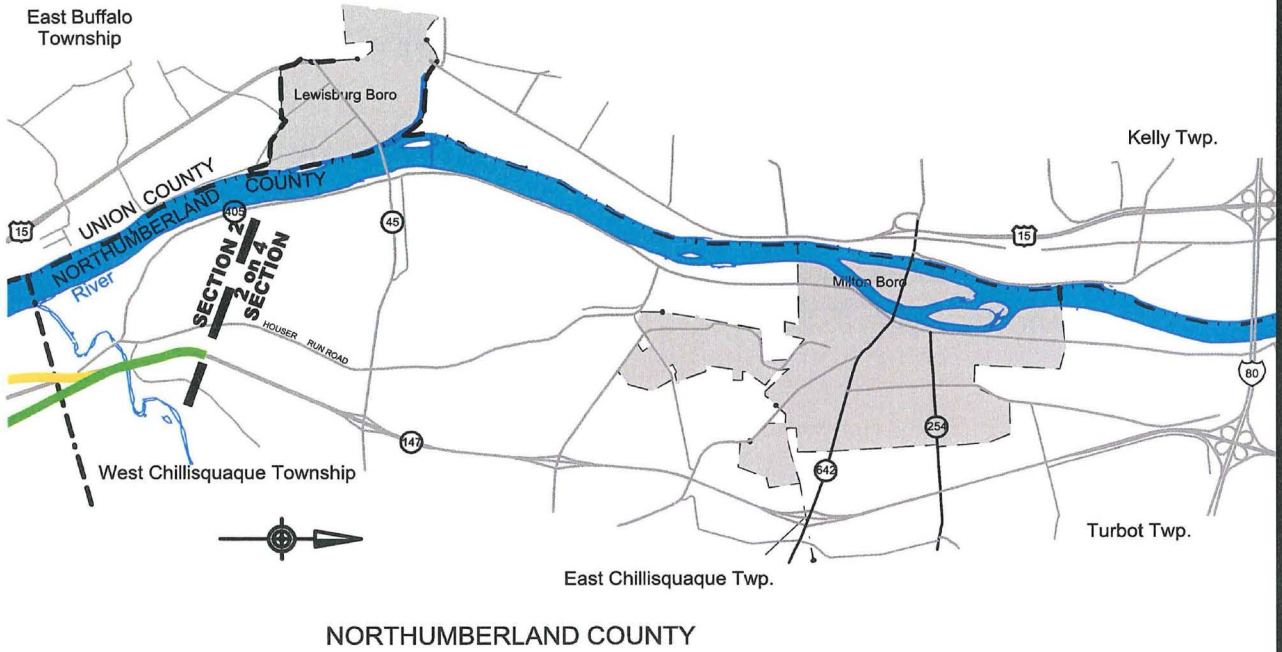 East Buffalo
Township
Lewisburg Boro
Kelly Twp.
UNION COUNTY
NORTHUMBERLAND COUNTY
15
405
45
15
River
SECTION 2
2 on 4
SECTION
Milton Boro
HOUSER RUN ROAD
80
147
254
642
West Chillisquaque Township
Turbot Twp.
East Chillisquaque Twp.
NORTHUMBERLAND COUNTY